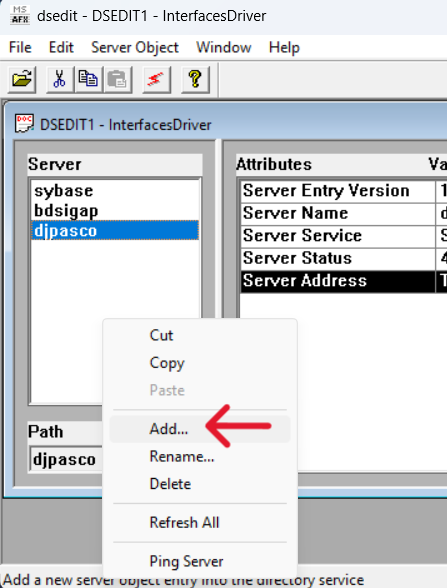 MS
AFX
dsedit - DSEDIT1 - InterfacesDriver
File Edit Server Object Window Help
DOC
DSEDIT1 - InterfacesDriver
Server
sybase
bdsigap
djpasco
Attributes Va
Server Entry Version 1
Server Name d
Server Service S
Server Status 4
Server Address T
Cut
Copy
Paste
Add...
Rename...
Delete
Refresh All
Ping Server
Path
djpasco
Add a new server object entry into the directory service